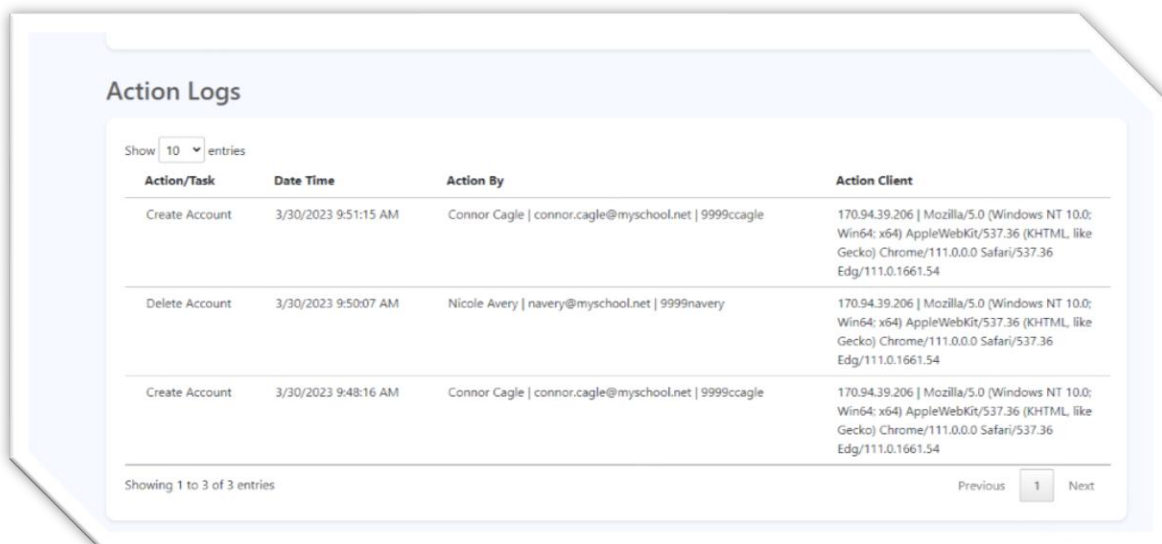 Action Logs
Show 10 entries
Action/Task Date Time Action By Action Client
Create Account 3/30/2023 9:51:15 AM Connor Cagle | connor.cagle@myschool.net | 9999ccagle 170.94.39.206 | Mozilla/5.0 (Windows NT 10.0;
Win64; x64) AppleWebKit/537.36 (KHTML, like
Gecko) Chrome/111.0.0.0 Safari/537.36
Edg/111.0.1661.54
Delete Account 3/30/2023 9:50:07 AM Nicole Avery | navery@myschool.net | 9999navery 170.94.39.206 | Mozilla/5.0 (Windows NT 10.0;
Win64; x64) AppleWebKit/537.36 (KHTML, like
Gecko) Chrome/111.0.0.0 Safari/537.36
Edg/111.0.1661.54
Create Account 3/30/2023 9:48:16 AM Connor Cagle | connor.cagle@myschool.net | 9999ccagle 170.94.39.206 | Mozilla/5.0 (Windows NT 10.0;
Win64; x64) AppleWebKit/537.36 (KHTML, like
Gecko) Chrome/111.0.0.0 Safari/537.36
Edg/111.0.1661.54
Showing 1 to 3 of 3 entries Previous 1 Next